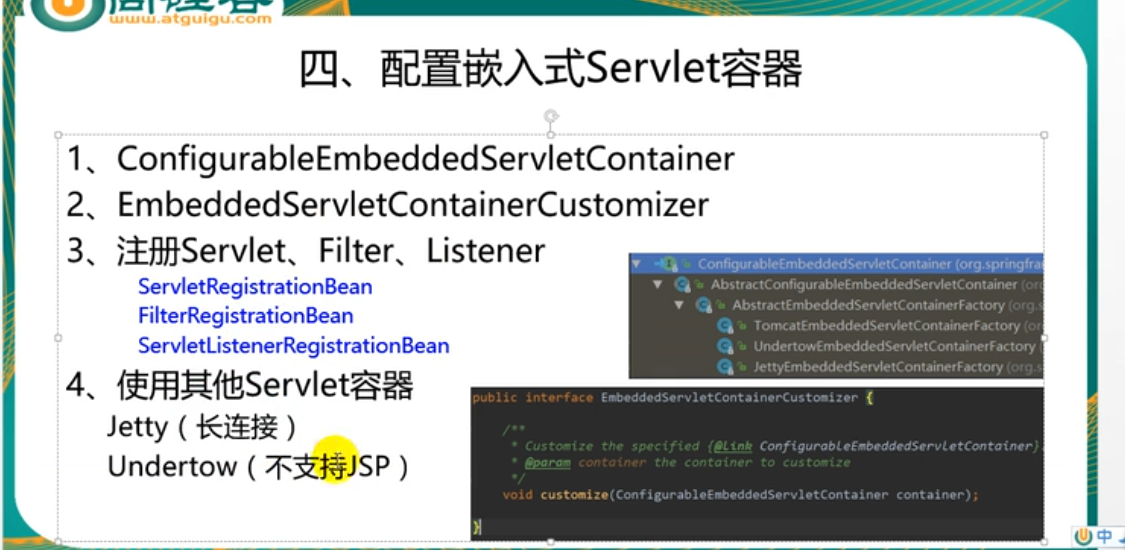 www.atguigu.com
四、配置嵌入式Servlet容器
1、ConfigurableEmbeddedServletContainer
2、EmbeddedServletContainerCustomizer
3、注册Servlet、Filter、Listener
ServletRegistrationBean
FilterRegistrationBean
ServletListenerRegistrationBean
4、使用其他Servlet容器
Jetty（长连接）
Undertow（不支持JSP）
ConfigurableEmbeddedServletContainer (org.springfra
AbstractConfigurableEmbeddedServletContainer (or
AbstractEmbeddedServletContainerFactory (org.s
TomcatEmbeddedServletContainerFactory (or
UndertowEmbeddedServletContainerFactory (
JettyEmbeddedServletContainerFactory (org.s
public interface EmbeddedServletContainerCustomizer {
/**
* Customize the specified {@link ConfigurableEmbeddedServletContainer}
* @param container the container to customize
*/
void customize(ConfigurableEmbeddedServletContainer container);
}
中